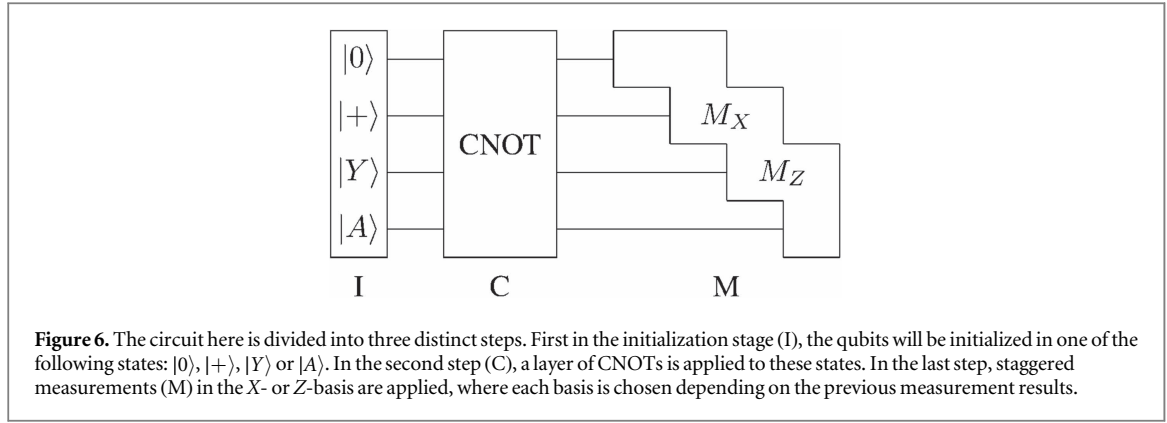 |0⟩
|+⟩
|Y⟩
|A⟩
CNOT
M_X
M_Z
I
C
M
Figure 6. The circuit here is divided into three distinct steps. First in the initialization stage (I), the qubits will be initialized in one of the
following states: |0⟩, |+⟩, |Y⟩ or |A⟩. In the second step (C), a layer of CNOTs is applied to these states. In the last step, staggered
measurements (M) in the X- or Z-basis are applied, where each basis is chosen depending on the previous measurement results.